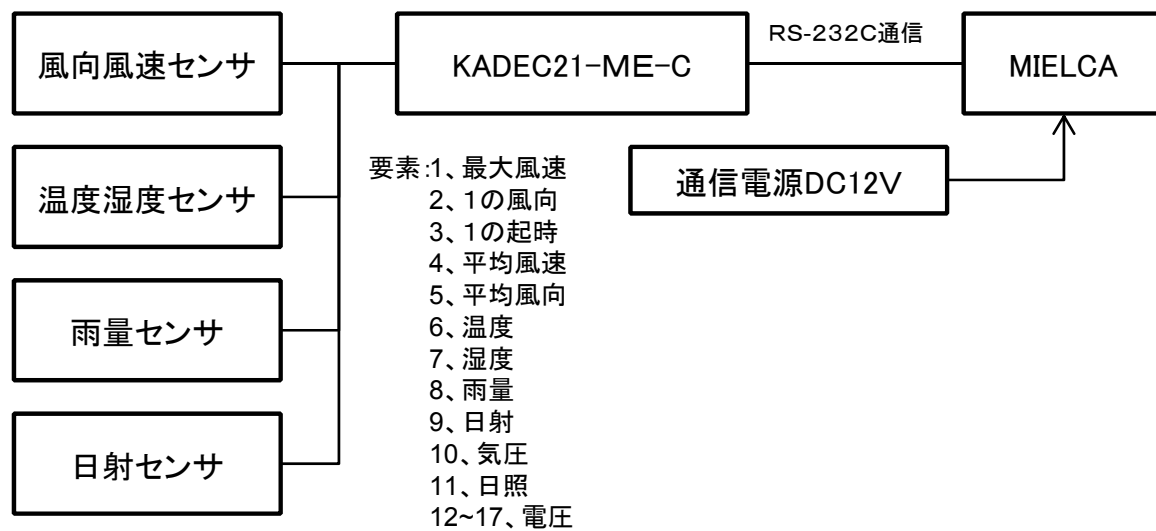 風向風速センサ
KADEC21-ME-C
RS-232C通信
MIELCA
温度湿度センサ
通信電源DC12V
雨量センサ
日射センサ
要素:1、最大風速
2、1の風向
3、1の起時
4、平均風速
5、平均風向
6、温度
7、湿度
8、雨量
9、日射
10、気圧
11、日照
12~17、電圧